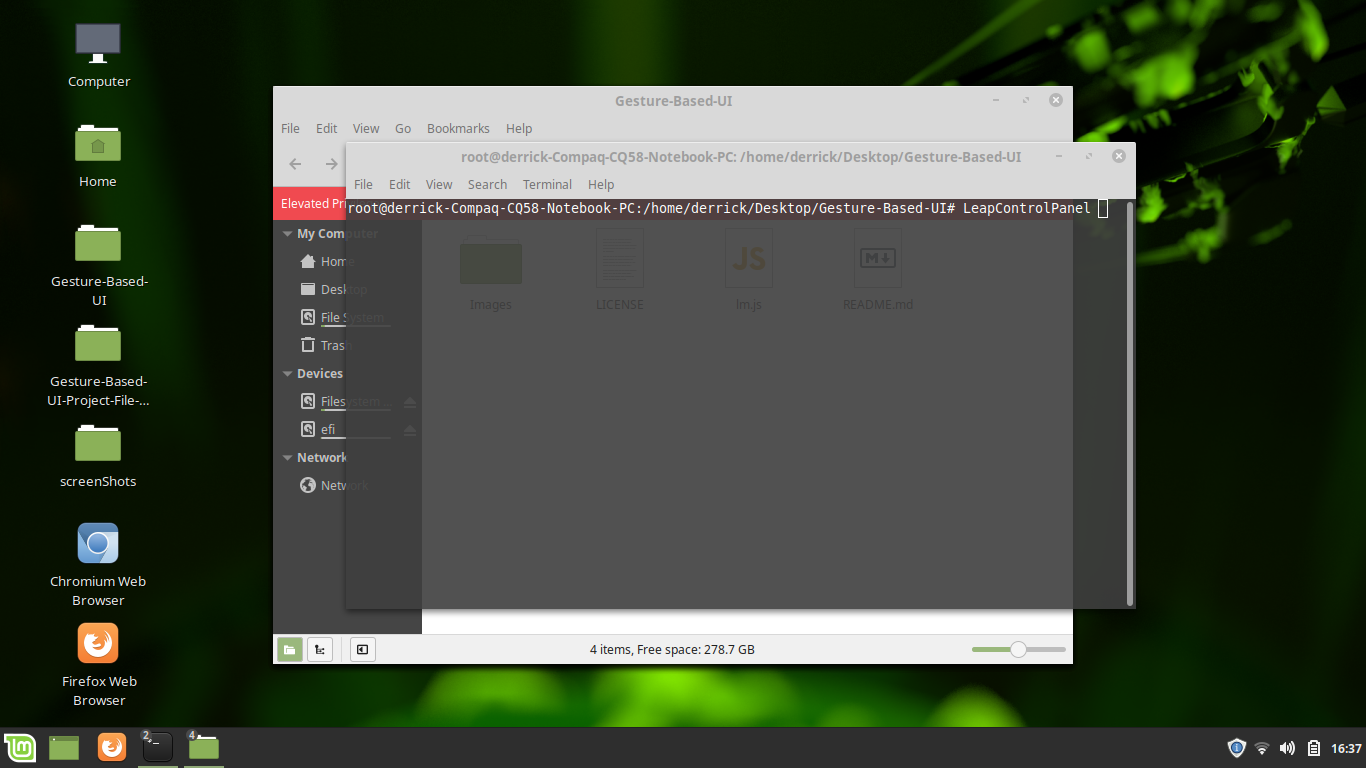 Computer
Home
Gesture-Based-
UI
Gesture-Based-
UI-Project-File-...
screenShots
Chromium Web
Browser
Firefox Web
Browser
Gesture-Based-UI
File Edit View Go Bookmarks Help
root@derrick-Compaq-CQ58-Notebook-PC: /home/derrick/Desktop/Gesture-Based-UI
File Edit View Search Terminal Help
root@derrick-Compaq-CQ58-Notebook-PC:/home/derrick/Desktop/Gesture-Based-UI# LeapControlPanel
Elevated Pri
My Computer
Home
Desktop
File System
Trash
Devices
Filesystem ...
efi
Network
Network
Images
LICENSE
JS
lm.js
M
README.md
4 items, Free space: 278.7 GB
lm
2
4
16:37